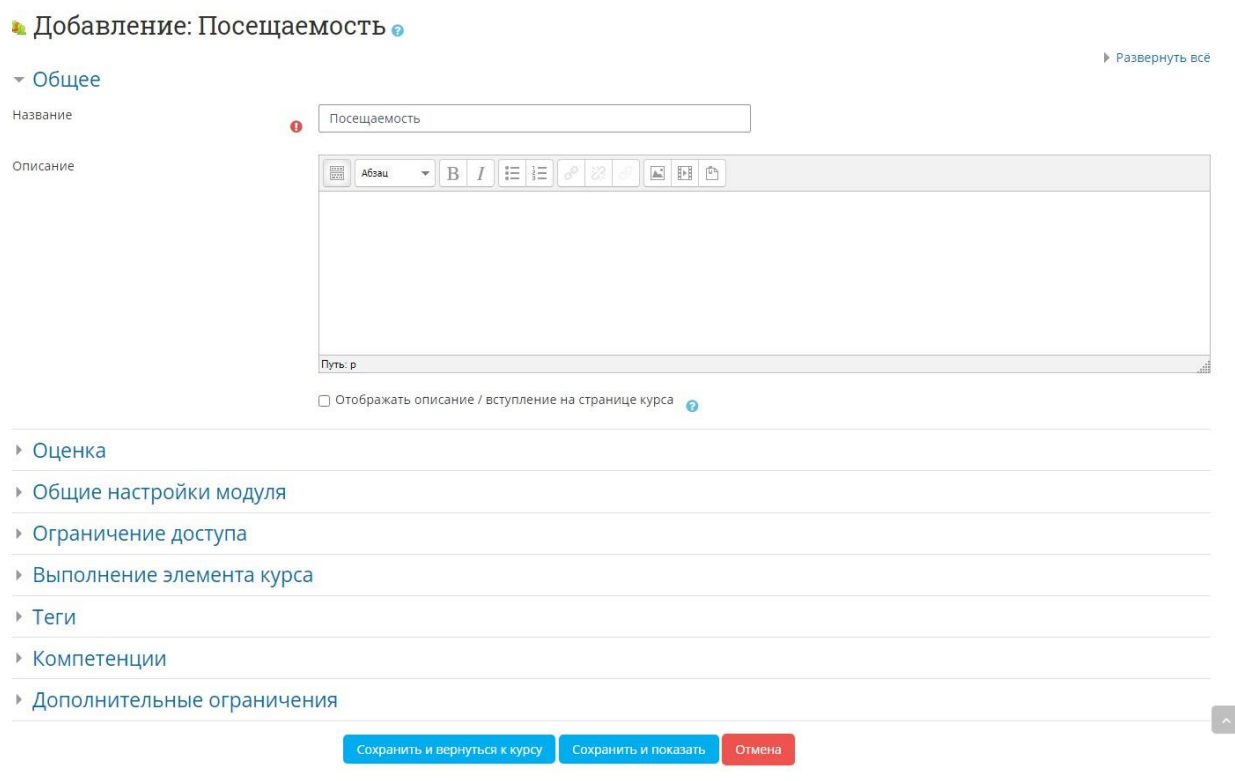 Добавление: Посещаемость
Развернуть всё
Общее
Название
Посещаемость
Описание
Абзац
B I
Путь: p
Отображать описание / вступление на странице курса
Оценка
Общие настройки модуля
Ограничение доступа
Выполнение элемента курса
Теги
Компетенции
Дополнительные ограничения
Сохранить и вернуться к курсу Сохранить и показать Отмена